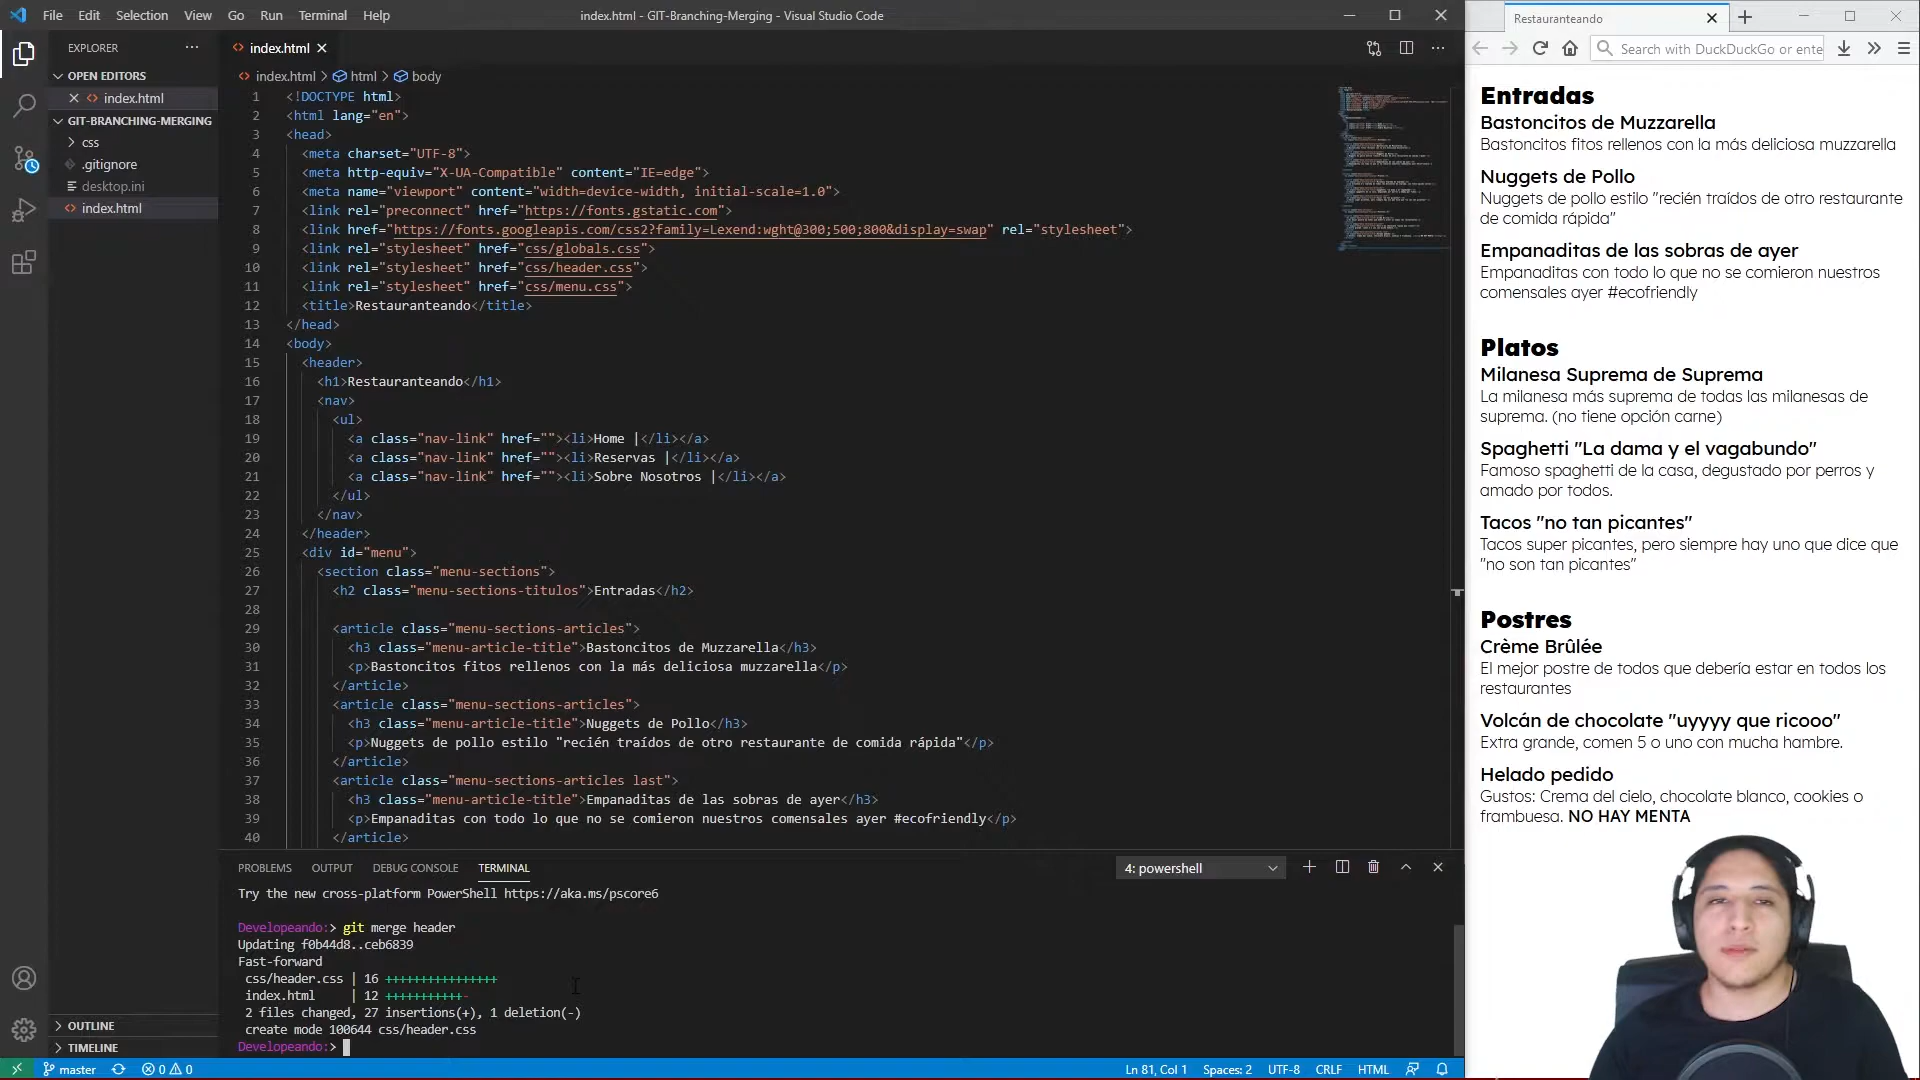 File Edit Selection View Go Run Terminal Help
index.html - GIT-Branching-Merging - Visual Studio Code
EXPLORER
OPEN EDITORS
index.html
GIT-BRANCHING-MERGING
css
.gitignore
desktop.ini
index.html
OUTLINE
TIMELINE
index.html
index.html > html > body
1 <!DOCTYPE html>
2 <html lang="en">
3 <head>
4 <meta charset="UTF-8">
5 <meta http-equiv="X-UA-Compatible" content="IE=edge">
6 <meta name="viewport" content="width=device-width, initial-scale=1.0">
7 <link rel="preconnect" href="https://fonts.gstatic.com">
8 <link href="https://fonts.googleapis.com/css2?family=Lexend:wght@300;500;800&display=swap" rel="stylesheet">
9 <link rel="stylesheet" href="css/globals.css">
10 <link rel="stylesheet" href="css/header.css">
11 <link rel="stylesheet" href="css/menu.css">
12 <title>Restauranteando</title>
13 </head>
14 <body>
15 <header>
16 <h1>Restauranteando</h1>
17 <nav>
18 <ul>
19 <a class="nav-link" href=""><li>Home |</li></a>
20 <a class="nav-link" href=""><li>Reservas |</li></a>
21 <a class="nav-link" href=""><li>Sobre Nosotros |</li></a>
22 </ul>
23 </nav>
24 </header>
25 <div id="menu">
26 <section class="menu-sections">
27 <h2 class="menu-sections-titulos">Entradas</h2>
28
29 <article class="menu-sections-articles">
30 <h3 class="menu-article-title">Bastoncitos de Muzzarella</h3>
31 <p>Bastoncitos fitos rellenos con la más deliciosa muzzarella</p>
32 </article>
33 <article class="menu-sections-articles">
34 <h3 class="menu-article-title">Nuggets de Pollo</h3>
35 <p>Nuggets de pollo estilo "recién traídos de otro restaurante de comida rápida"</p>
36 </article>
37 <article class="menu-sections-articles last">
38 <h3 class="menu-article-title">Empanaditas de las sobras de ayer</h3>
39 <p>Empanaditas con todo lo que no se comieron nuestros comensales ayer #ecofriendly</p>
40 </article>
PROBLEMS OUTPUT DEBUG CONSOLE TERMINAL
4: powershell
Try the new cross-platform PowerShell https://aka.ms/pscore6
Developeando:> git merge header
Updating f0b44d8..ceb6839
Fast-forward
css/header.css | 16 ++++++++++++++++
index.html | 12 +++++++++++-
2 files changed, 27 insertions(+), 1 deletion(-)
create mode 100644 css/header.css
Developeando:>
master 0 0
Ln 81, Col 1 Spaces: 2 UTF-8 CRLF HTML
Restauranteando
Search with DuckDuckGo or ente
Entradas
Bastoncitos de Muzzarella
Bastoncitos fitos rellenos con la más deliciosa muzzarella
Nuggets de Pollo
Nuggets de pollo estilo "recién traídos de otro restaurante
de comida rápida"
Empanaditas de las sobras de ayer
Empanaditas con todo lo que no se comieron nuestros
comensales ayer #ecofriendly
Platos
Milanesa Suprema de Suprema
La milanesa más suprema de todas las milanesas de
suprema. (no tiene opción carne)
Spaghetti "La dama y el vagabundo"
Famoso spaghetti de la casa, degustado por perros y
amado por todos.
Tacos "no tan picantes"
Tacos super picantes, pero siempre hay uno que dice que
"no son tan picantes"
Postres
Crème Brûlée
El mejor postre de todos que debería estar en todos los
restaurantes
Volcán de chocolate "uyyyy que ricooo"
Extra grande, comen 5 o uno con mucha hambre.
Helado pedido
Gustos: Crema del cielo, chocolate blanco, cookies o
frambuesa. NO HAY MENTA